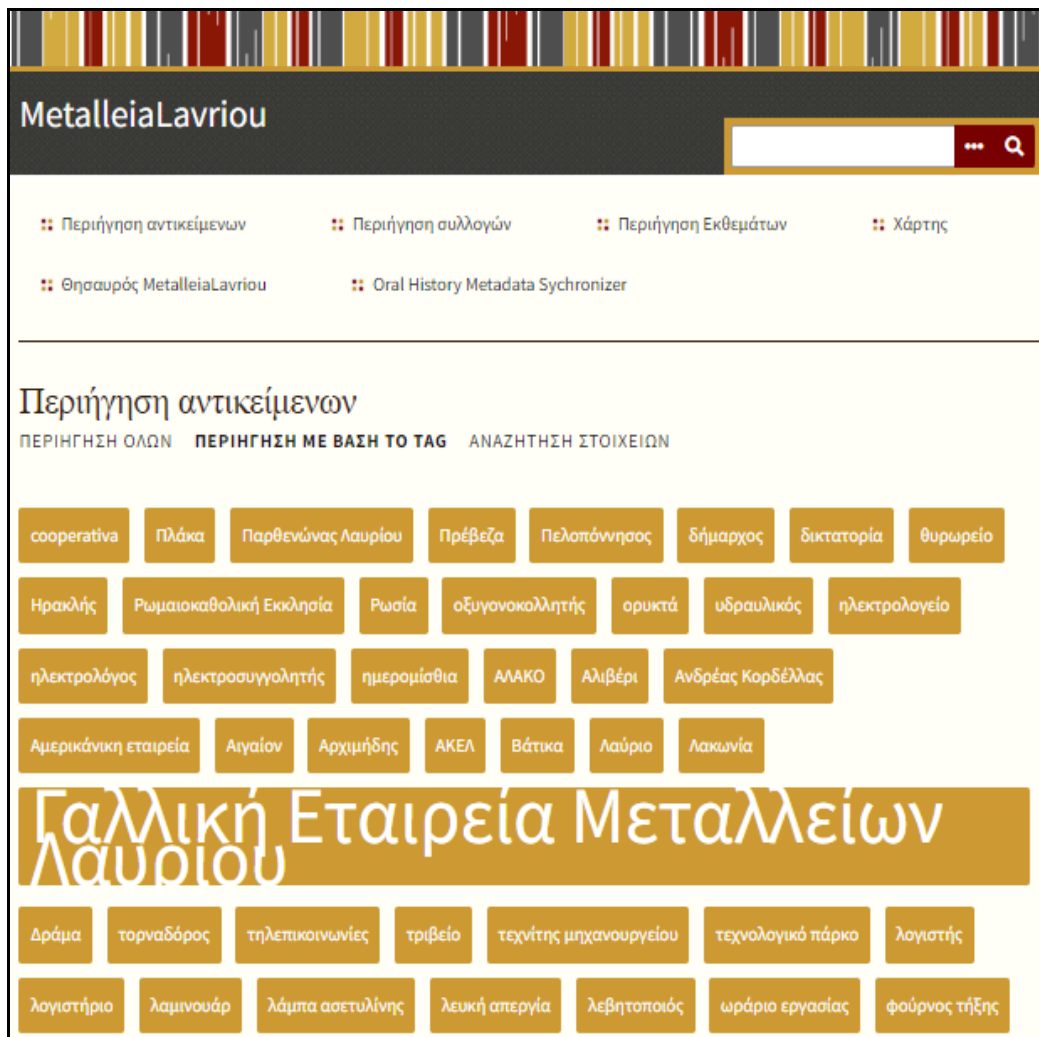 MetalleiaLavriou
Περιήγηση αντικείμενων Περιήγηση συλλογών Περιήγηση Εκθεμάτων Χάρτης
Θησαυρός MetalleiaLavriou Oral History Metadata Sychronizer
Περιήγηση αντικείμενων
ΠΕΡΙΗΓΗΣΗ ΟΛΩΝ ΠΕΡΙΗΓΗΣΗ ΜΕ ΒΑΣΗ ΤΟ TAG ΑΝΑΖΗΤΗΣΗ ΣΤΟΙΧΕΙΩΝ
cooperativa Πλάκα Παρθενώνας Λαυρίου Πρέβεζα Πελοπόννησος δήμαρχος δικτατορία θυρωρείο
Ηρακλής Ρωμαιοκαθολική Εκκλησία Ρωσία οξυγονοκολλητής ορυκτά υδραυλικός ηλεκτρολογείο
ηλεκτρολόγος ηλεκτροσυγγολητής ημερομίσθια ΑΛΑΚΟ Αλιβέρι Ανδρέας Κορδέλλας
Αμερικάνικη εταιρεία Αιγαίον Αρχιμήδης ΑΚΕΛ Βάτικα Λαύριο Λακωνία
Γαλλική Εταιρεία Μεταλλείων
Λαυρίου
Δράμα τορναδόρος τηλεπικοινωνίες τριβείο τεχνίτης μηχανουργείου τεχνολογικό πάρκο λογιστής
λογιστήριο λαμινουάρ λάμπα ασετυλίνης λευκή απεργία λεβητοποιός ωράριο εργασίας φούρνος τήξης